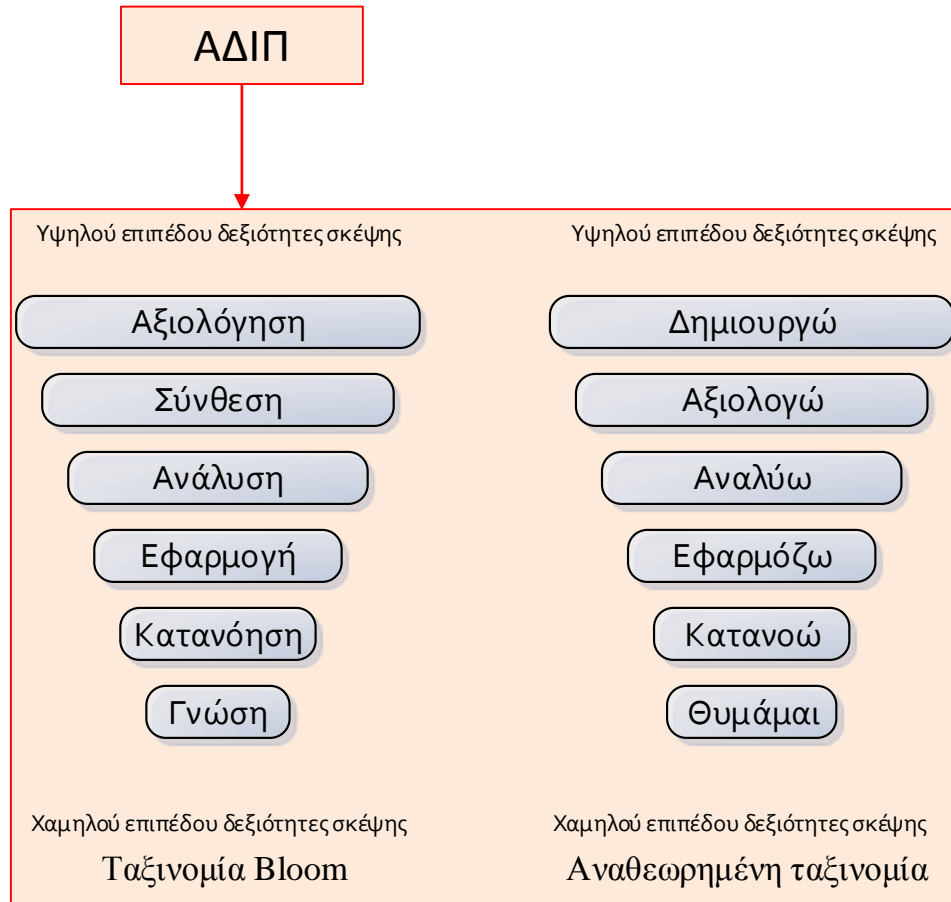 ΑΔΙΠ
Υψηλού επιπέδου δεξιότητες σκέψης
Αξιολόγηση
Σύνθεση
Ανάλυση
Εφαρμογή
Κατανόηση
Γνώση
Χαμηλού επιπέδου δεξιότητες σκέψης
Ταξινομία Bloom
Υψηλού επιπέδου δεξιότητες σκέψης
Δημιουργώ
Αξιολογώ
Αναλύω
Εφαρμόζω
Κατανοώ
Θυμάμαι
Χαμηλού επιπέδου δεξιότητες σκέψης
Αναθεωρημένη ταξινομία